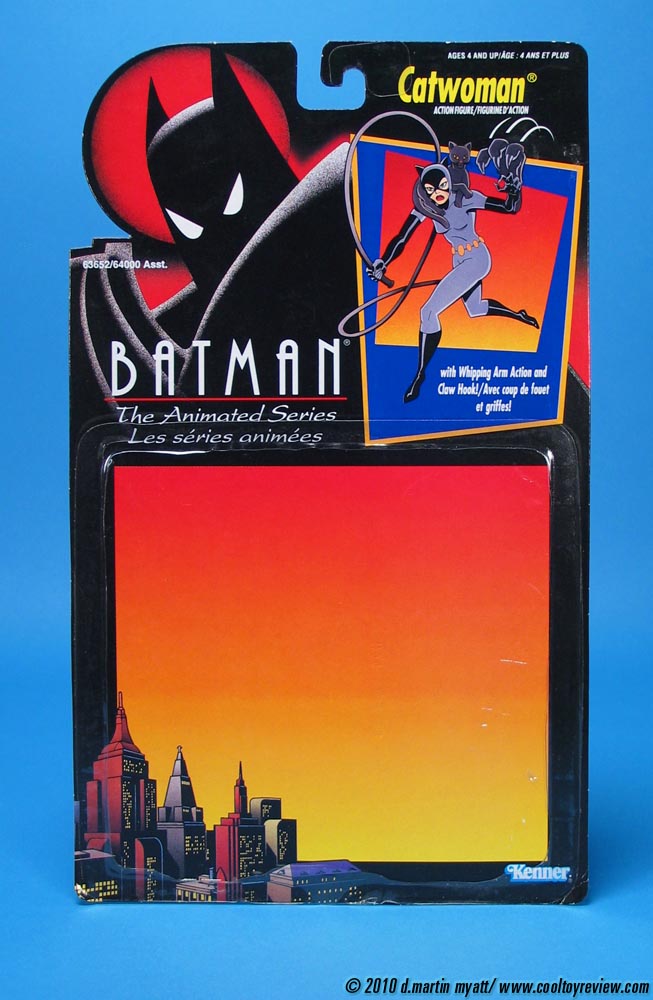 AGES 4 AND UP/ÂGE : 4 ANS ET PLUS
Catwoman®
ACTION FIGURE/FIGURINE D'ACTION
63652/64000 Asst.
BATMAN®
The Animated Series
Les séries animées
with Whipping Arm Action and
Claw Hook!/Avec coup de fouet
et griffes!
Kenner
© 2010 d.martin myatt/ www.cooltoyreview.com